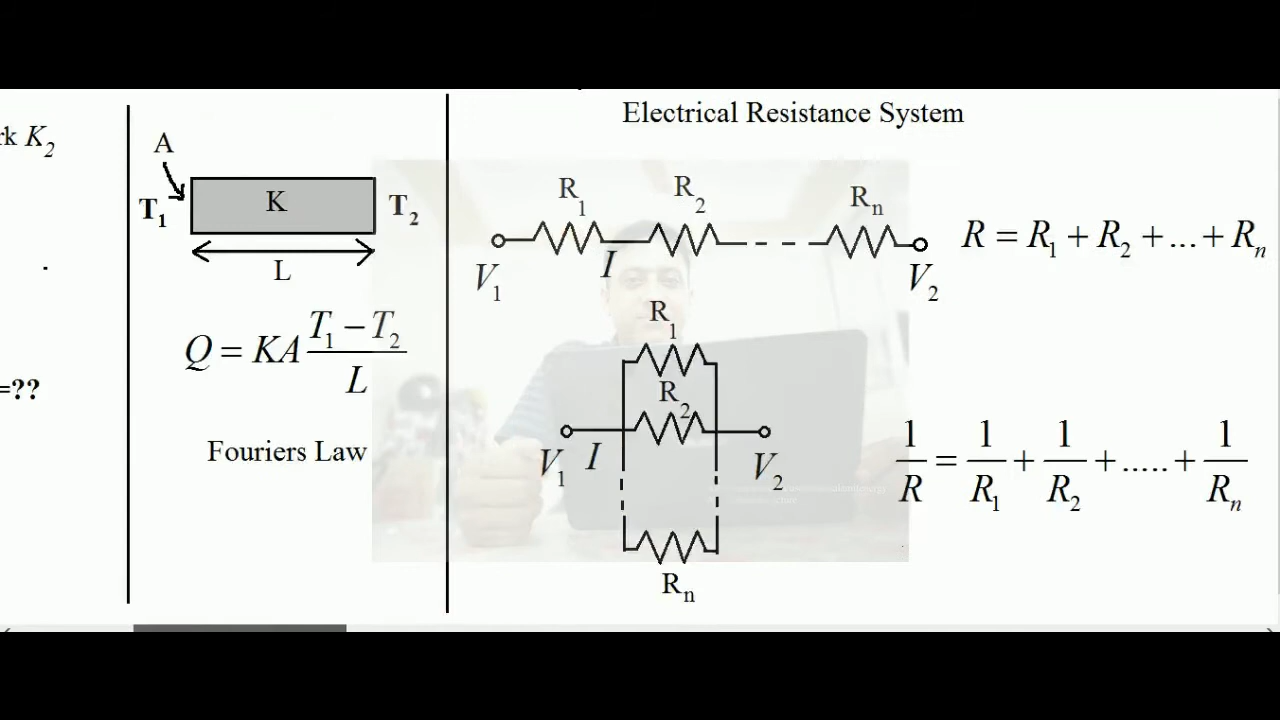 rk K₂
=??
A
T₁
K
T₂
L
Q = KA (T₁ − T₂) / L
Fouriers Law
Electrical Resistance System
R₁ R₂ Rₙ
V₁ I V₂
R = R₁ + R₂ + ... + Rₙ
R₁
R₂
V₁ I V₂
Rₙ
1/R = 1/R₁ + 1/R₂ + ..... + 1/Rₙ